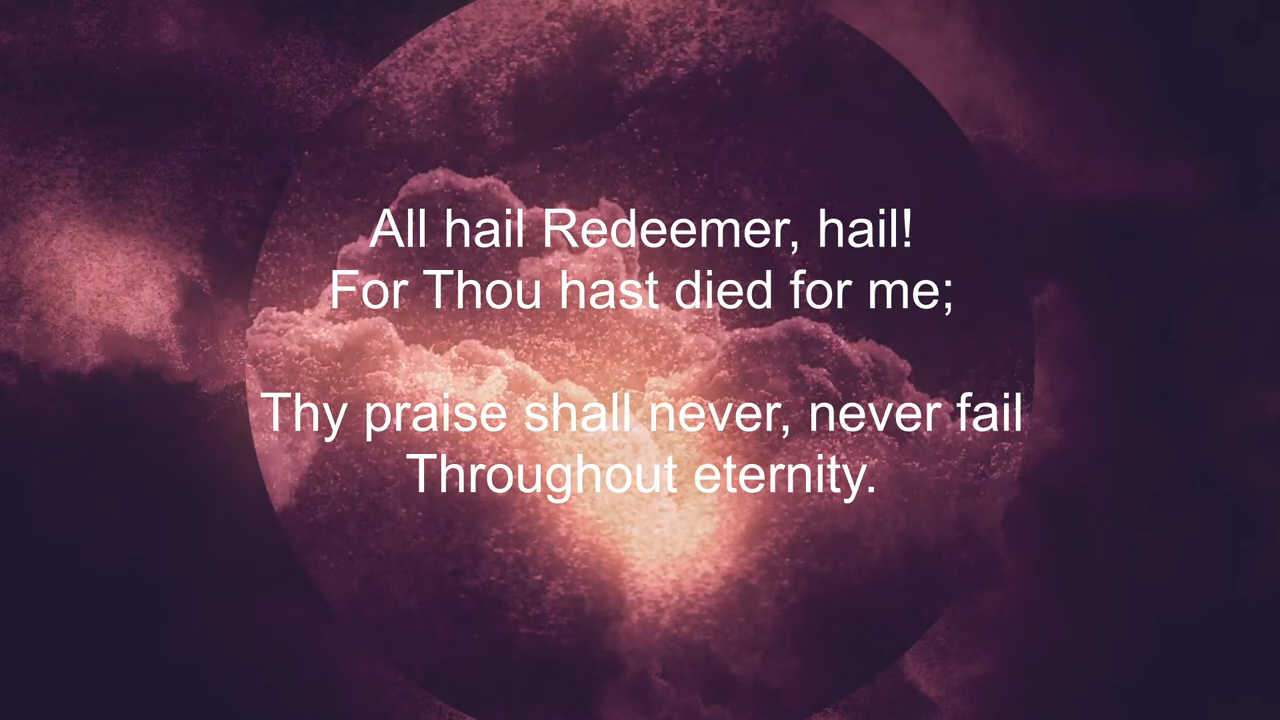 All hail Redeemer, hail!
For Thou hast died for me;
Thy praise shall never, never fail
Throughout eternity.